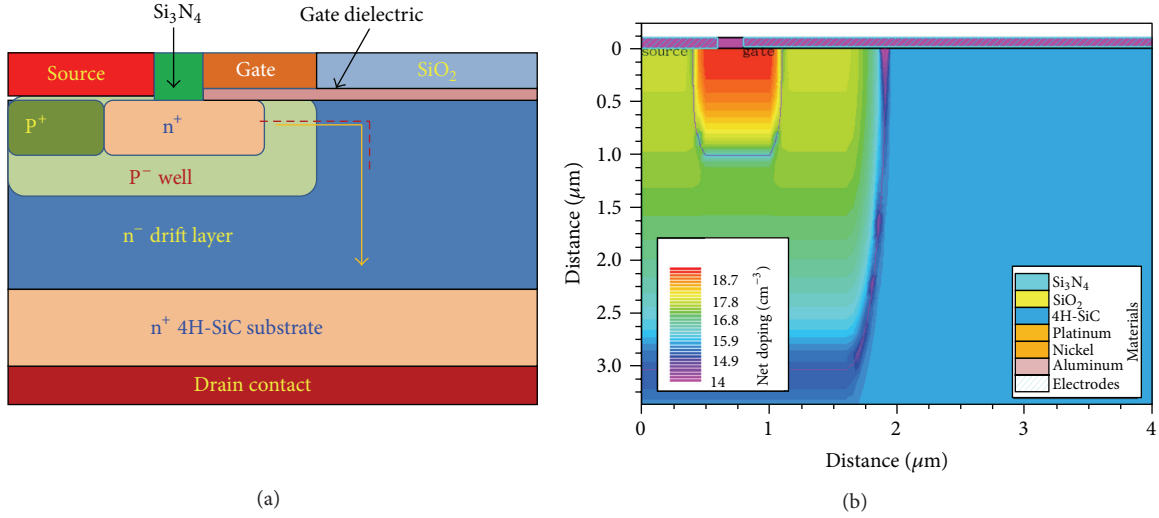 Si₃N₄
Gate dielectric
Source
Gate
SiO₂
P⁺
n⁺
P⁻ well
n⁻ drift layer
n⁺ 4H-SiC substrate
Drain contact
(a)
source
gate
0
0.5
1.0
1.5
2.0
2.5
3.0
Distance (μm)
18.7
17.8
16.8
15.9
14.9
14
Net doping (cm⁻³)
Si₃N₄
SiO₂
4H-SiC
Platinum
Nickel
Aluminum
Electrodes
Materials
0
1
2
3
4
Distance (μm)
(b)